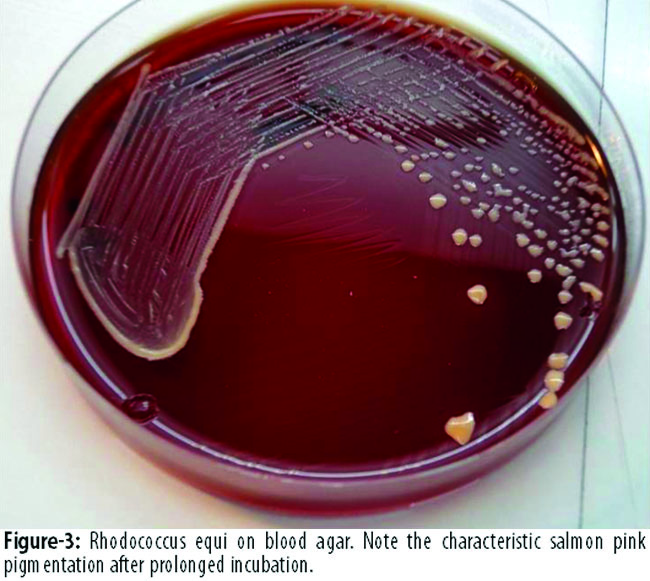 Figure-3: Rhodococcus equi on blood agar. Note the characteristic salmon pink
pigmentation after prolonged incubation.